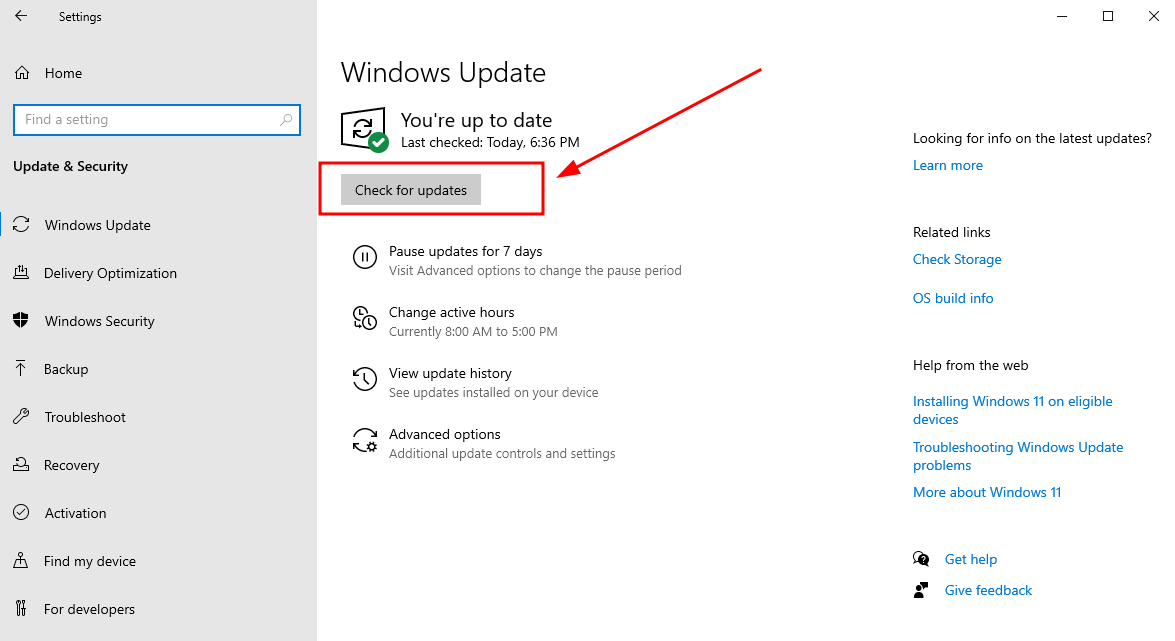 Settings
Home
Find a setting
Update & Security
Windows Update
Delivery Optimization
Windows Security
Backup
Troubleshoot
Recovery
Activation
Find my device
For developers
Windows Update
You're up to date
Last checked: Today, 6:36 PM
Check for updates
Pause updates for 7 days
Visit Advanced options to change the pause period
Change active hours
Currently 8:00 AM to 5:00 PM
View update history
See updates installed on your device
Advanced options
Additional update controls and settings
Looking for info on the latest updates?
Learn more
Related links
Check Storage
OS build info
Help from the web
Installing Windows 11 on eligible
devices
Troubleshooting Windows Update
problems
More about Windows 11
Get help
Give feedback